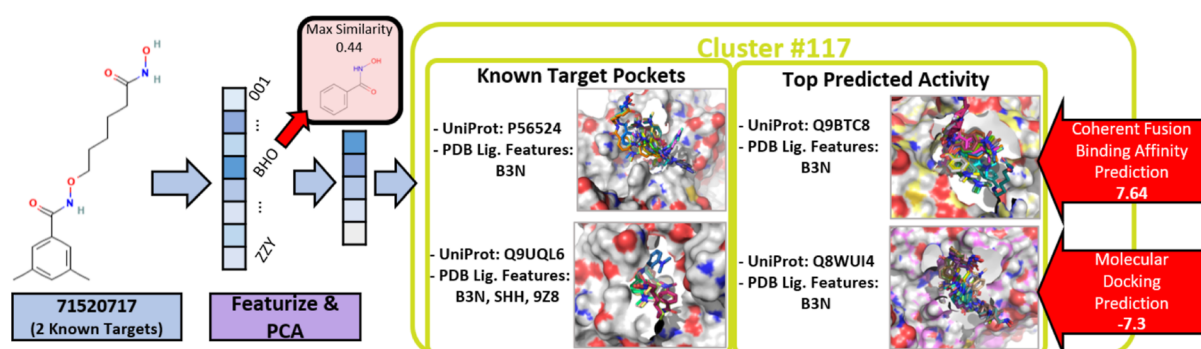 Max Similarity
0.44
HN
OH
O
Cluster #117
Known Target Pockets
- UniProt: P56524
- PDB Lig. Features:
B3N
- UniProt: Q9UQL6
- PDB Lig. Features:
B3N, SHH, 9Z8
Top Predicted Activity
- UniProt: Q9BTC8
- PDB Lig. Features:
B3N
- UniProt: Q8WUI4
- PDB Lig. Features:
B3N
Coherent Fusion
Binding Affinity
Prediction
7.64
Molecular
Docking
Prediction
-7.3
H
O
O
N
H
O
O
N
H
001
...
BHO
...
ZZY
71520717
(2 Known Targets)
Featurize &
PCA